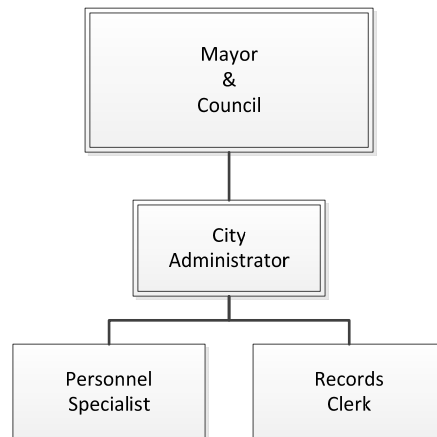 Mayor
&
Council
City
Administrator
Personnel
Specialist
Records
Clerk